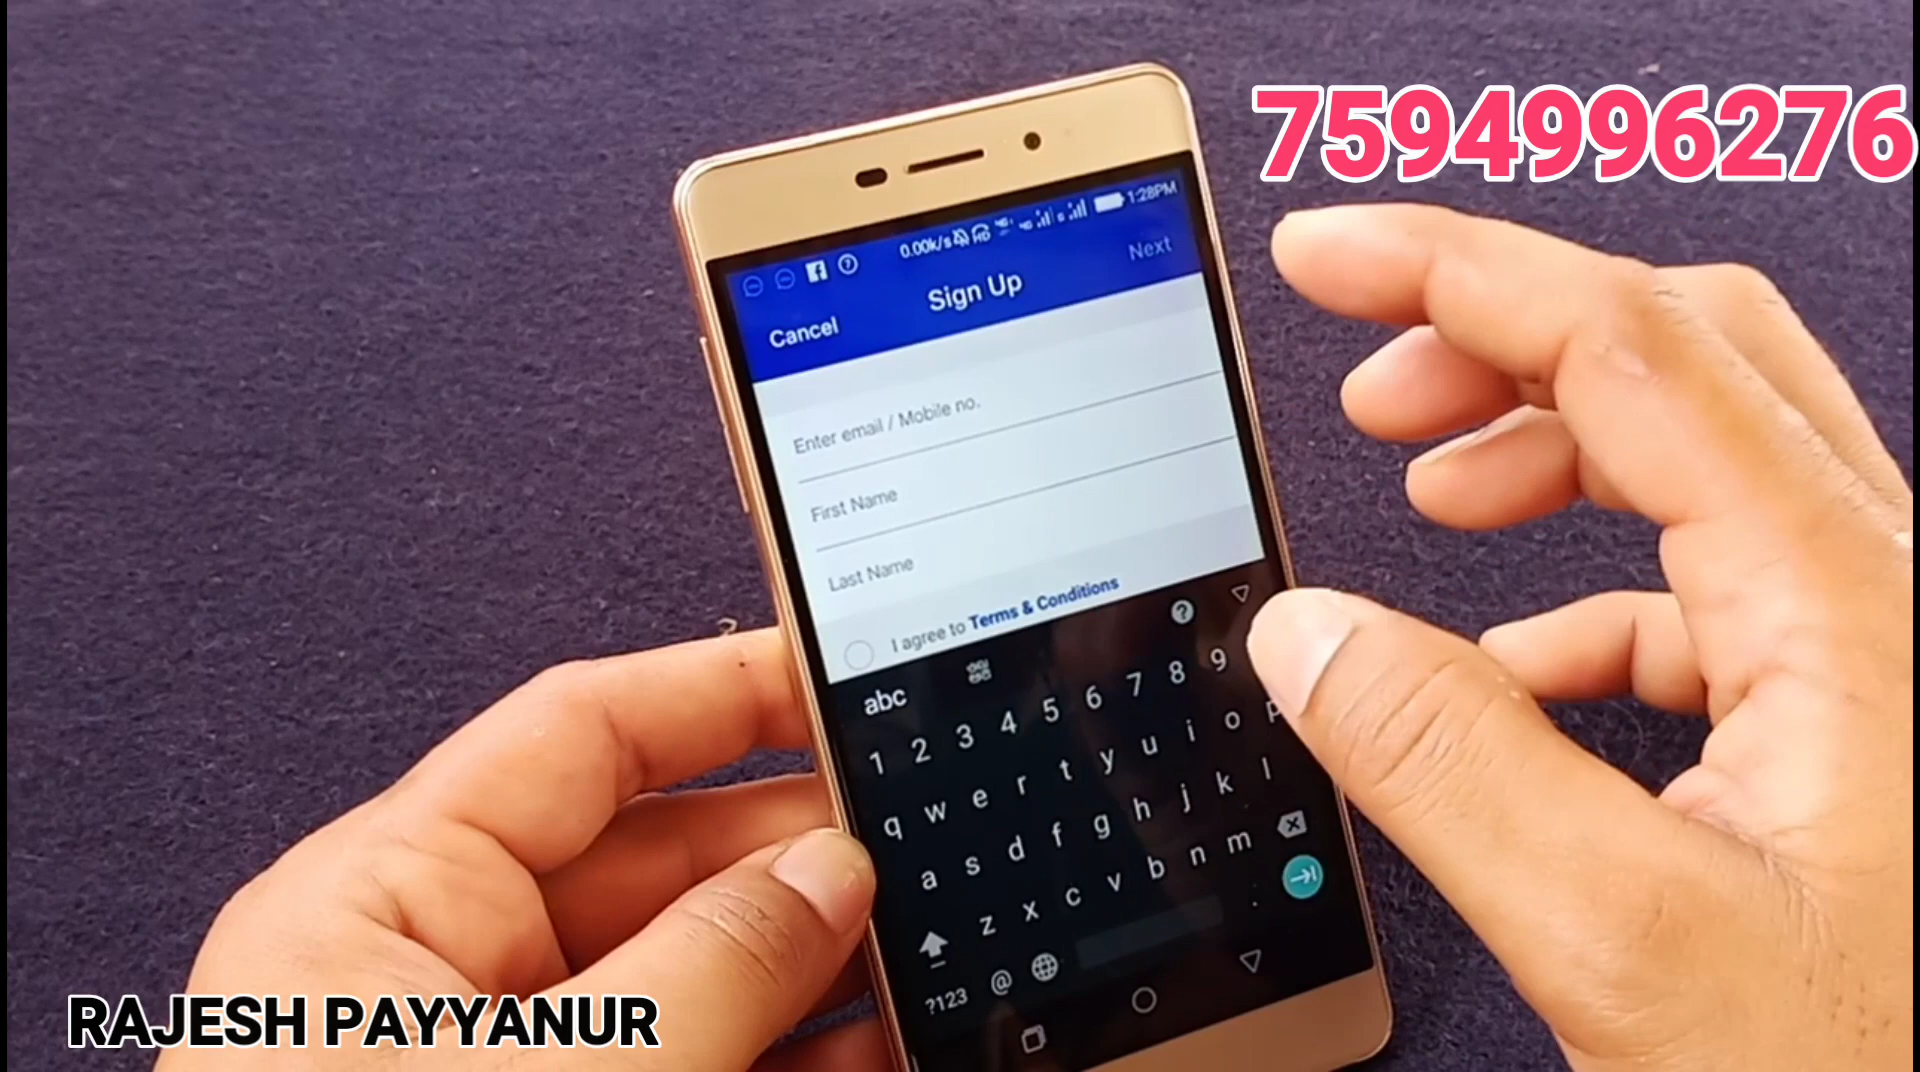 7594996276
0.00k/s HD 1:28PM
Cancel Sign Up Next
Enter email / Mobile no.
First Name
Last Name
I agree to Terms & Conditions
abc
1 2 3 4 5 6 7 8 9
q w e r t y u i o p
a s d f g h j k l
z x c v b n m
?123 @ .
RAJESH PAYYANUR